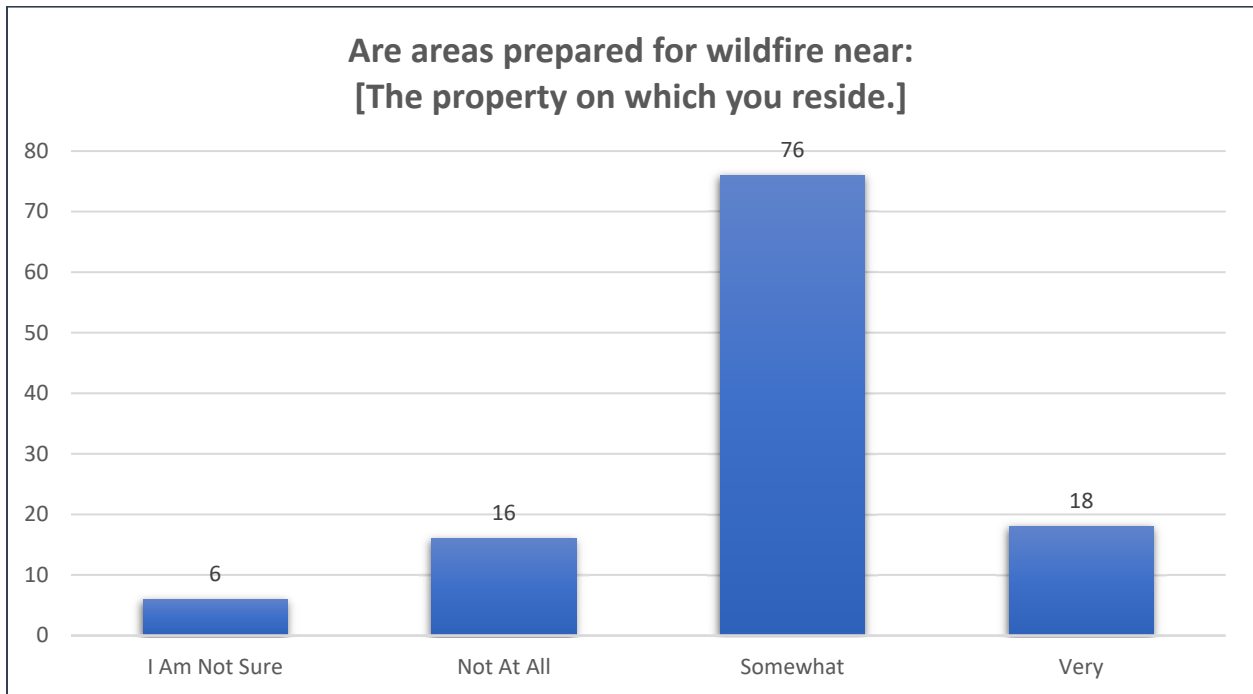 Are areas prepared for wildfire near:
[The property on which you reside.]
80
70
60
50
40
30
20
10
0
6
16
76
18
I Am Not Sure
Not At All
Somewhat
Very